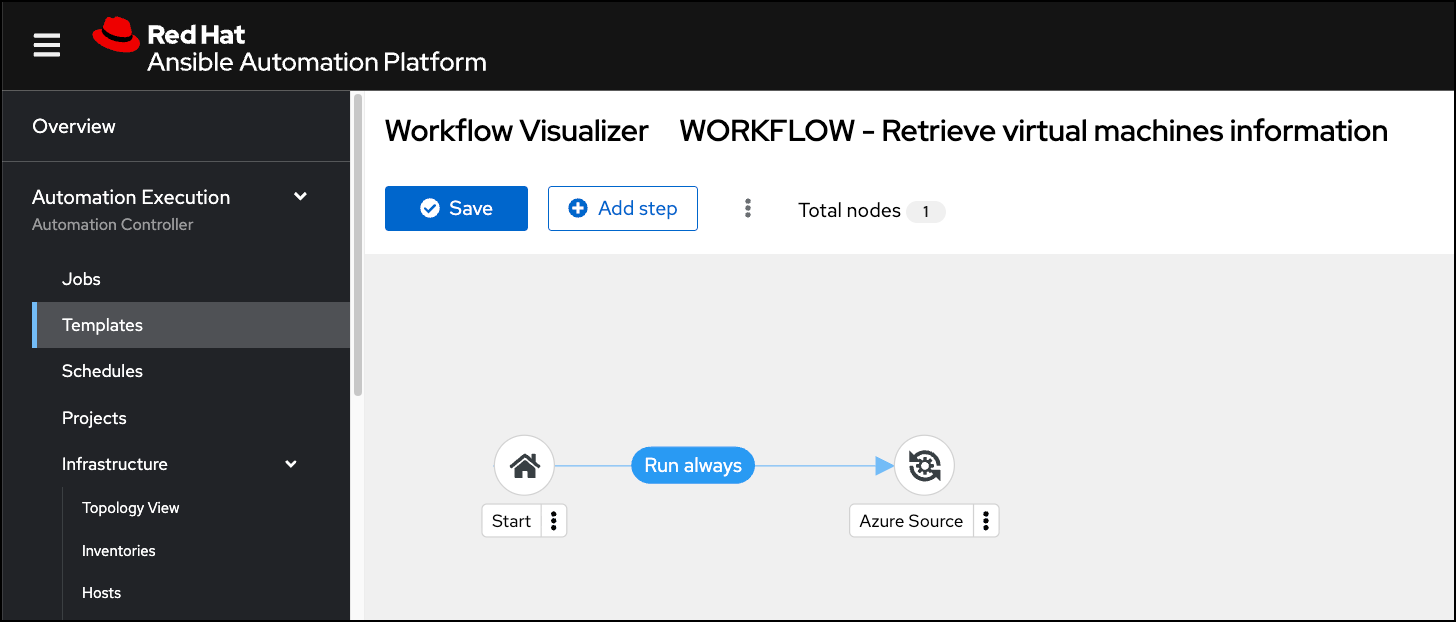 Red Hat
Ansible Automation Platform
Overview
Automation Execution
Automation Controller
Jobs
Templates
Schedules
Projects
Infrastructure
Topology View
Inventories
Hosts
Workflow Visualizer WORKFLOW - Retrieve virtual machines information
Save Add step Total nodes 1
Run always
Start Azure Source